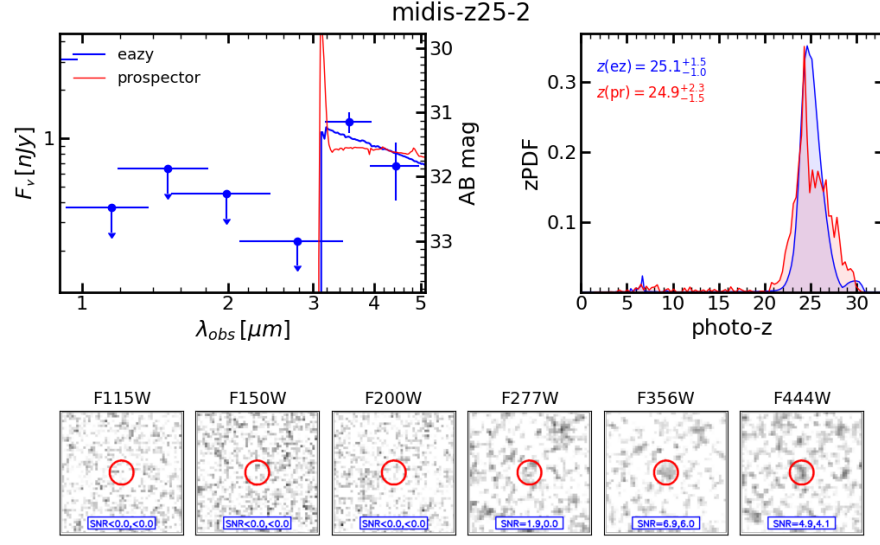 midis-z25-2
eazy
prospector
F_ν [nJy]
1
30
31
32
33
AB mag
1
2
3
4
5
λ_obs [μm]
z(ez) = 25.1^{+1.5}_{-1.0}
z(pr) = 24.9^{+2.3}_{-1.5}
zPDF
0.3
0.2
0.1
0
5
10
15
20
25
30
photo-z
F115W
F150W
F200W
F277W
F356W
F444W
SNR<0.0,<0.0
SNR<0.0,<0.0
SNR<0.0,<0.0
SNR=1.9,0.0
SNR=6.9,6.0
SNR=4.9,4.1